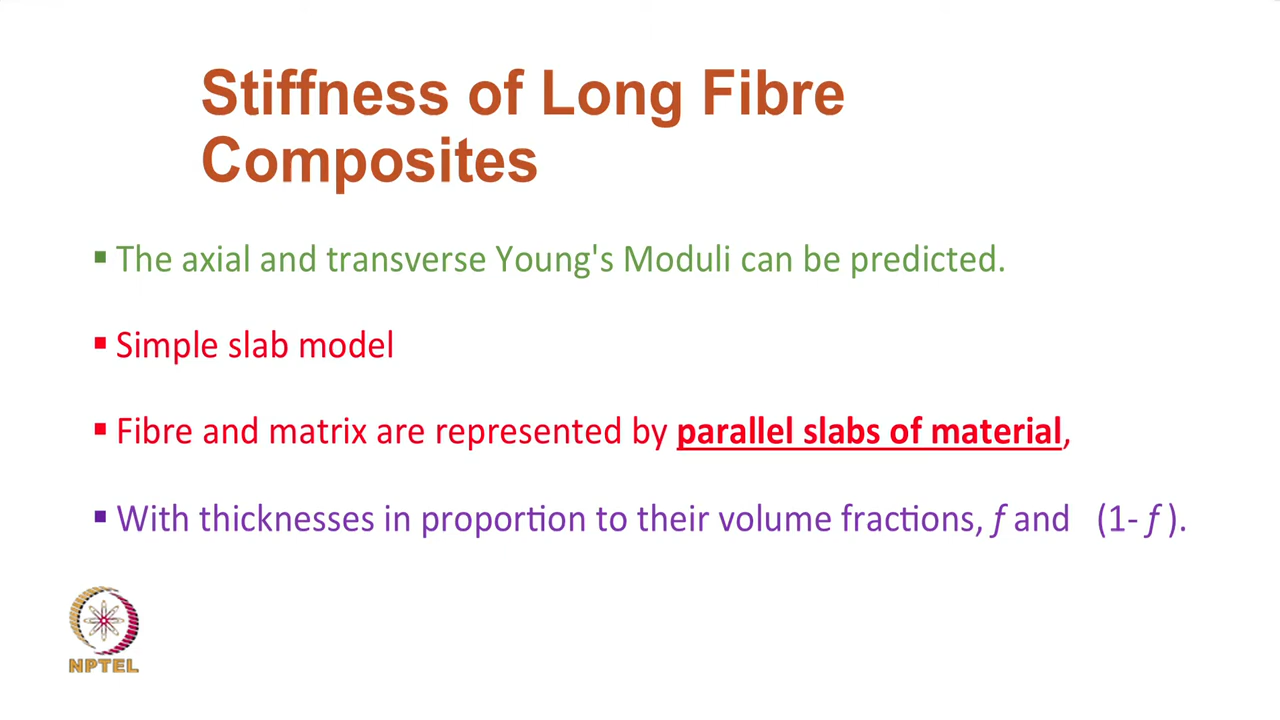 Stiffness of Long Fibre
Composites
▪ The axial and transverse Young's Moduli can be predicted.
▪ Simple slab model
▪ Fibre and matrix are represented by parallel slabs of material,
▪ With thicknesses in proportion to their volume fractions, f and (1- f ).
NPTEL